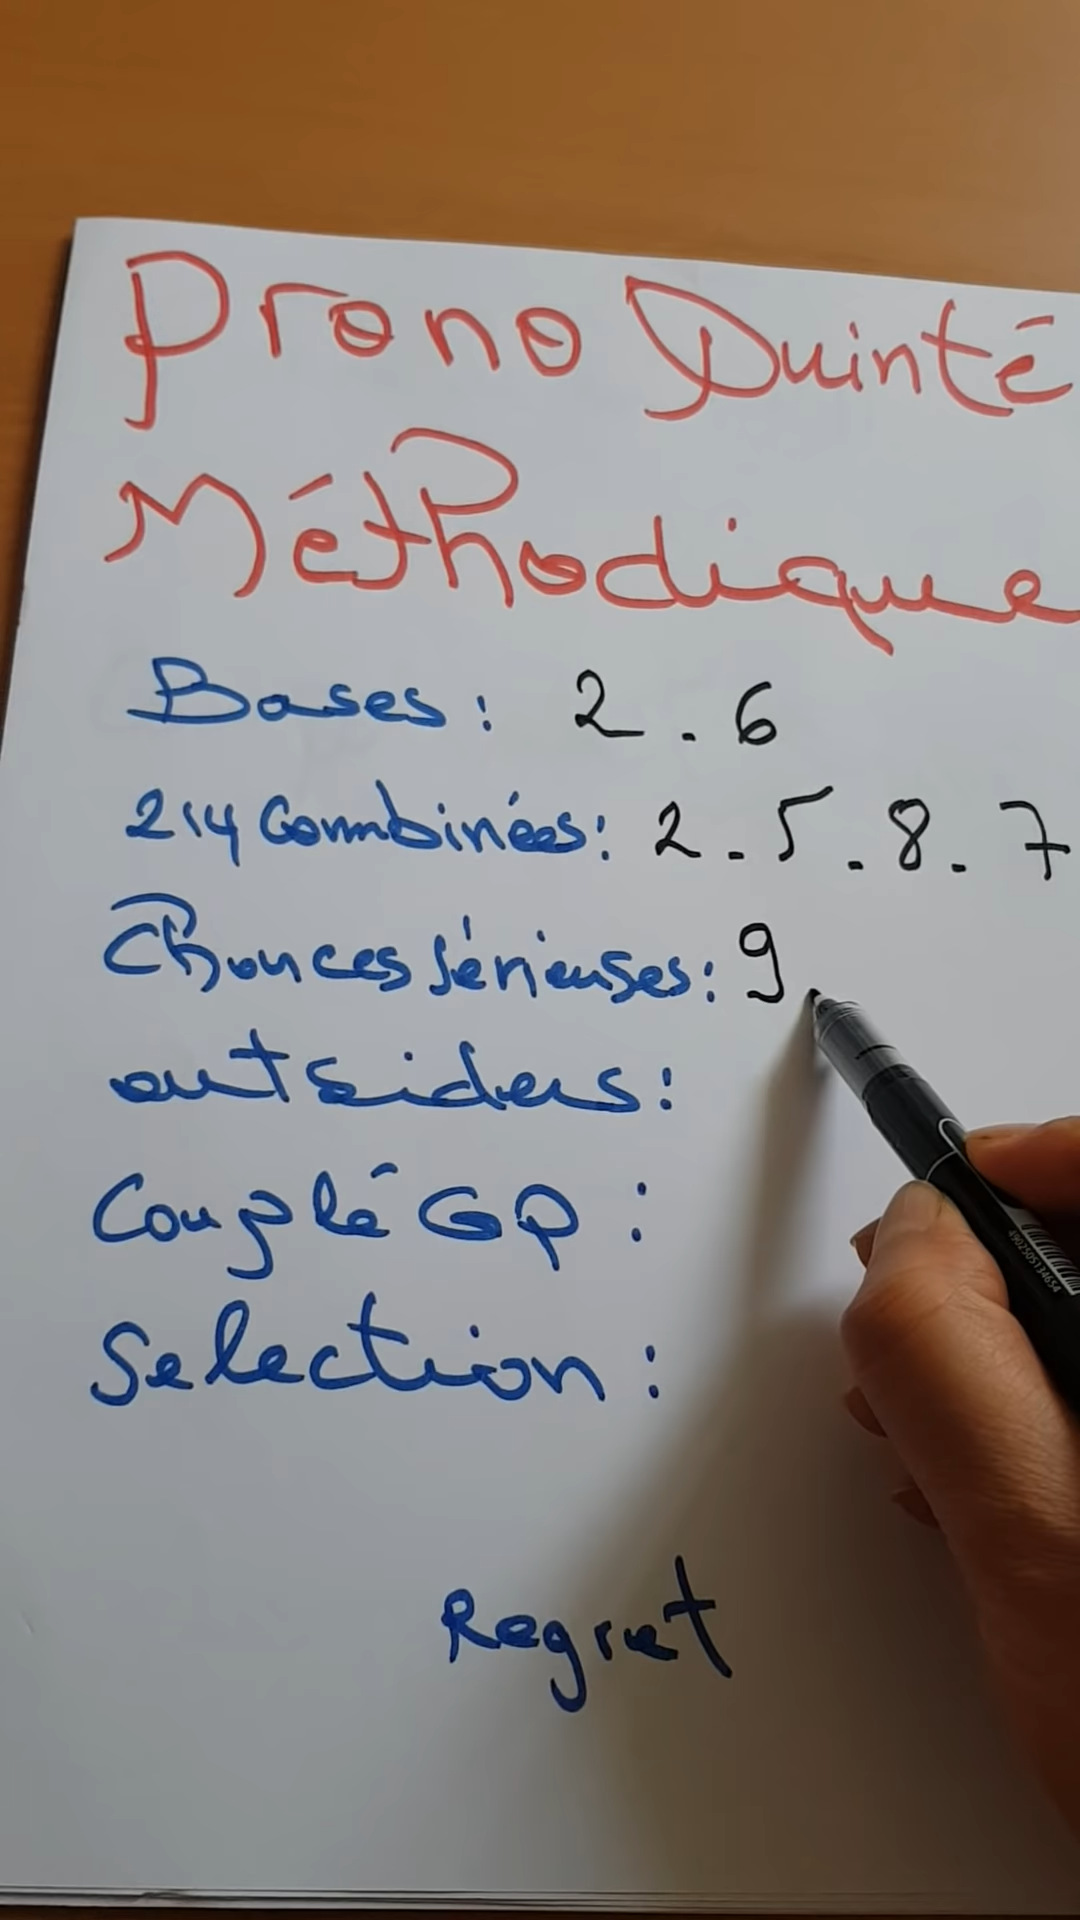 Prono Quinté
Méthodique
Bases: 2.6
2/4 Combinées: 2.5.8.7
Chances sérieuses: 9.
outsiders:
Couplé GP:
Selection:
Regret
4902505134654